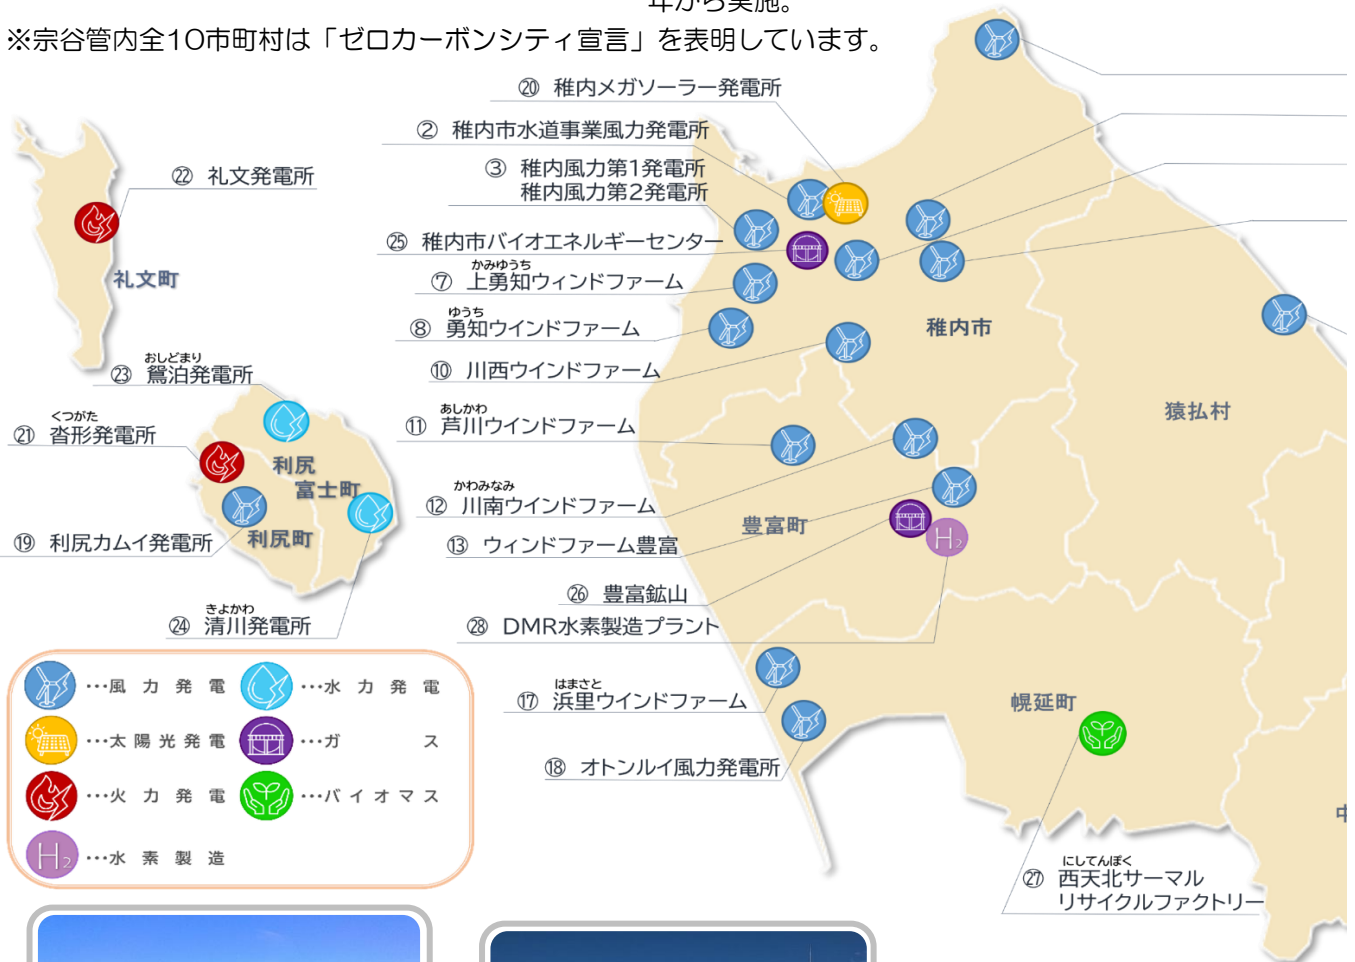 年から実施。
※宗谷管内全10市町村は「ゼロカーボンシティ宣言」を表明しています。
⑳ 稚内メガソーラー発電所
② 稚内市水道事業風力発電所
③ 稚内風力第1発電所
稚内風力第2発電所
㉒ 礼文発電所
㉕ 稚内市バイオエネルギーセンター
かみゆうち
⑦ 上勇知ウィンドファーム
礼文町
ゆうち
⑧ 勇知ウインドファーム
稚内市
おしどまり
㉓ 鴛泊発電所
⑩ 川西ウインドファーム
猿払村
くつがた
㉑ 沓形発電所
あしかわ
⑪ 芦川ウインドファーム
利尻
富士町
かわみなみ
⑫ 川南ウインドファーム
豊富町
⑲ 利尻カムイ発電所
利尻町
⑬ ウィンドファーム豊富
H₂
㉖ 豊富鉱山
きよかわ
㉔ 清川発電所
㉘ DMR水素製造プラント
はまさと
⑰ 浜里ウインドファーム
幌延町
⑱ オトンルイ風力発電所
中
にしてんぽく
㉗ 西天北サーマル
リサイクルファクトリー
…風力発電
…水力発電
…太陽光発電
…ガス
…火力発電
…バイオマス
H₂ …水素製造